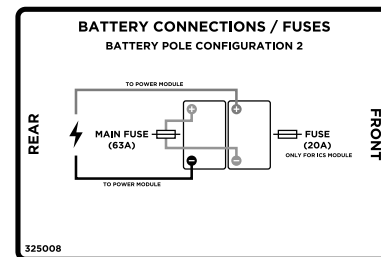 BATTERY CONNECTIONS / FUSES
BATTERY POLE CONFIGURATION 2
TO POWER MODULE
REAR
MAIN FUSE
(63A)
FUSE
(20A)
ONLY FOR ICS MODULE
FRONT
TO POWER MODULE
325008